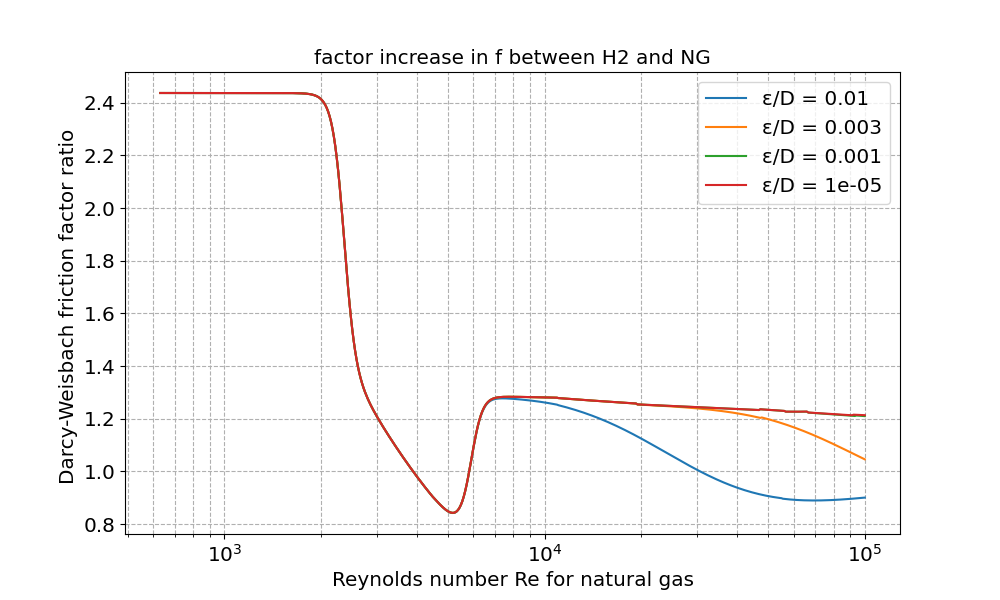 factor increase in f between H2 and NG
Darcy-Weisbach friction factor ratio
2.4
2.2
2.0
1.8
1.6
1.4
1.2
1.0
0.8
ε/D = 0.01
ε/D = 0.003
ε/D = 0.001
ε/D = 1e-05
10³ 10⁴ 10⁵
Reynolds number Re for natural gas